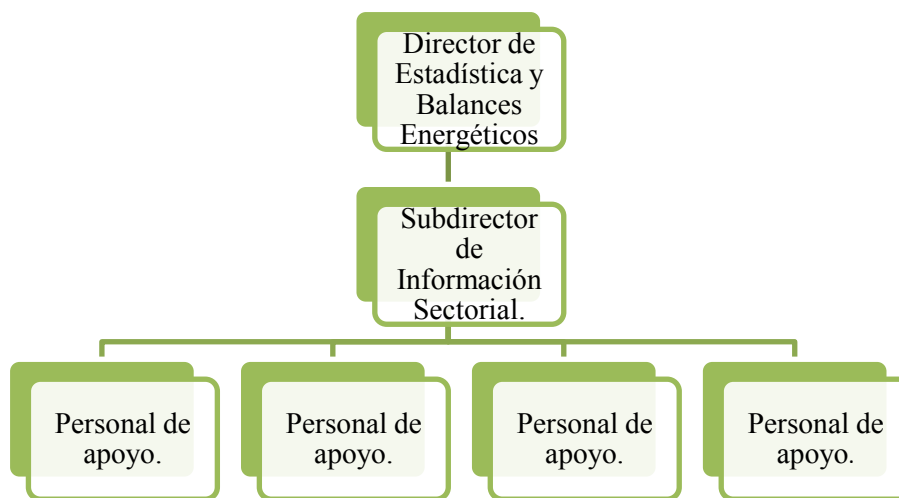 Director de
Estadística y
Balances
Energéticos
Subdirector
de
Información
Sectorial.
Personal de
apoyo.
Personal de
apoyo.
Personal de
apoyo.
Personal de
apoyo.